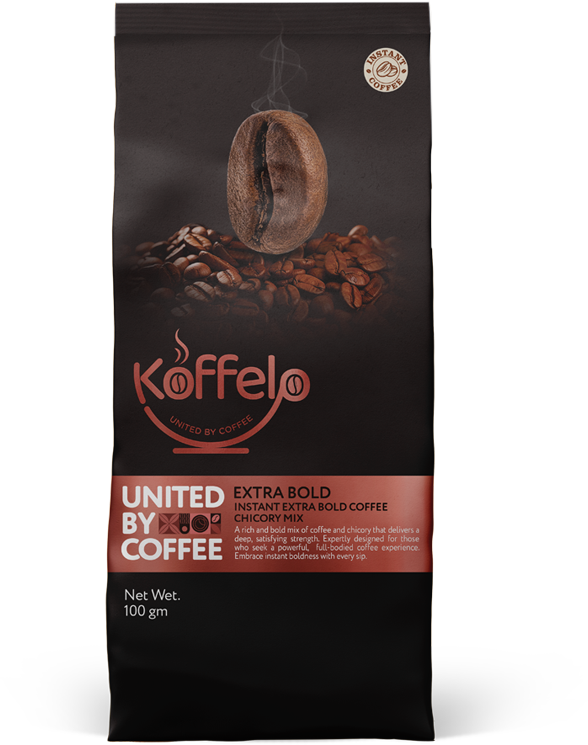 INSTANT
COFFEE
Koffelo
UNITED BY COFFEE
UNITED
BY
COFFEE
EXTRA BOLD
INSTANT EXTRA BOLD COFFEE
CHICORY MIX
A rich and bold mix of coffee and chicory that delivers a
deep, satisfying strength. Expertly designed for those
who seek a powerful, full-bodied coffee experience.
Embrace instant boldness with every sip.
Net Wet.
100 gm